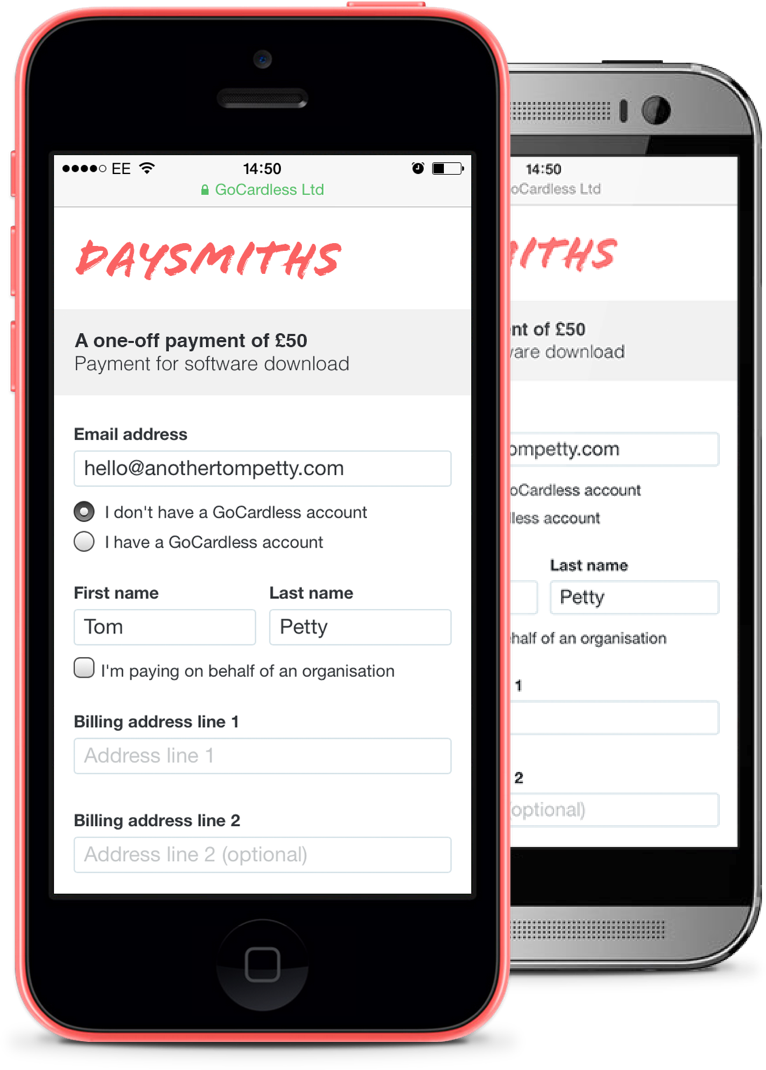 EE 14:50
GoCardless Ltd
DAYSMITHS
A one-off payment of £50
Payment for software download
Email address
hello@anothertompetty.com
I don't have a GoCardless account
I have a GoCardless account
First name Last name
Tom Petty
I'm paying on behalf of an organisation
Billing address line 1
Address line 1
Billing address line 2
Address line 2 (optional)
14:50
oCardless Ltd
ITHS
nt of £50
ware download
ompetty.com
oCardless account
less account
Last name
Petty
half of an organisation
1
2
optional)